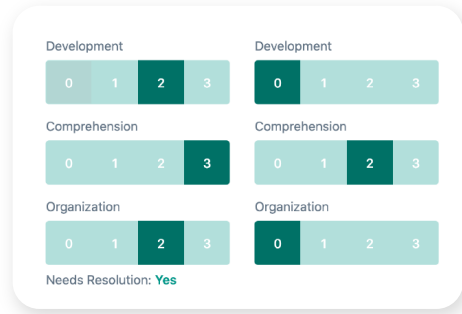 Development Development
0 1 2 3 0 1 2 3
Comprehension Comprehension
0 1 2 3 0 1 2 3
Organization Organization
0 1 2 3 0 1 2 3
Needs Resolution: Yes